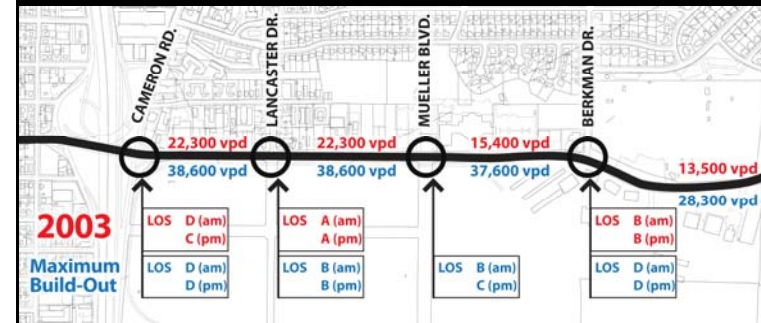 CAMERON RD.
LANCASTER DR.
MUELLER BLVD.
BERKMAN DR.
22,300 vpd
38,600 vpd
22,300 vpd
38,600 vpd
15,400 vpd
37,600 vpd
13,500 vpd
28,300 vpd
2003
Maximum
Build-Out
LOS D (am)
C (pm)
LOS D (am)
D (pm)
LOS A (am)
A (pm)
LOS B (am)
B (pm)
LOS B (am)
C (pm)
LOS B (am)
B (pm)
LOS D (am)
D (pm)